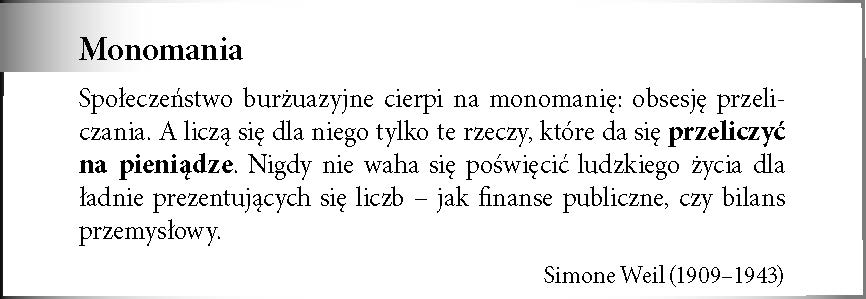 Monomania
Społeczeństwo burżuazyjne cierpi na monomanię: obsesję przeli-
czania. A liczą się dla niego tylko te rzeczy, które da się przeliczyć
na pieniądze. Nigdy nie waha się poświęcić ludzkiego życia dla
ładnie prezentujących się liczb – jak finanse publiczne, czy bilans
przemysłowy.
Simone Weil (1909–1943)